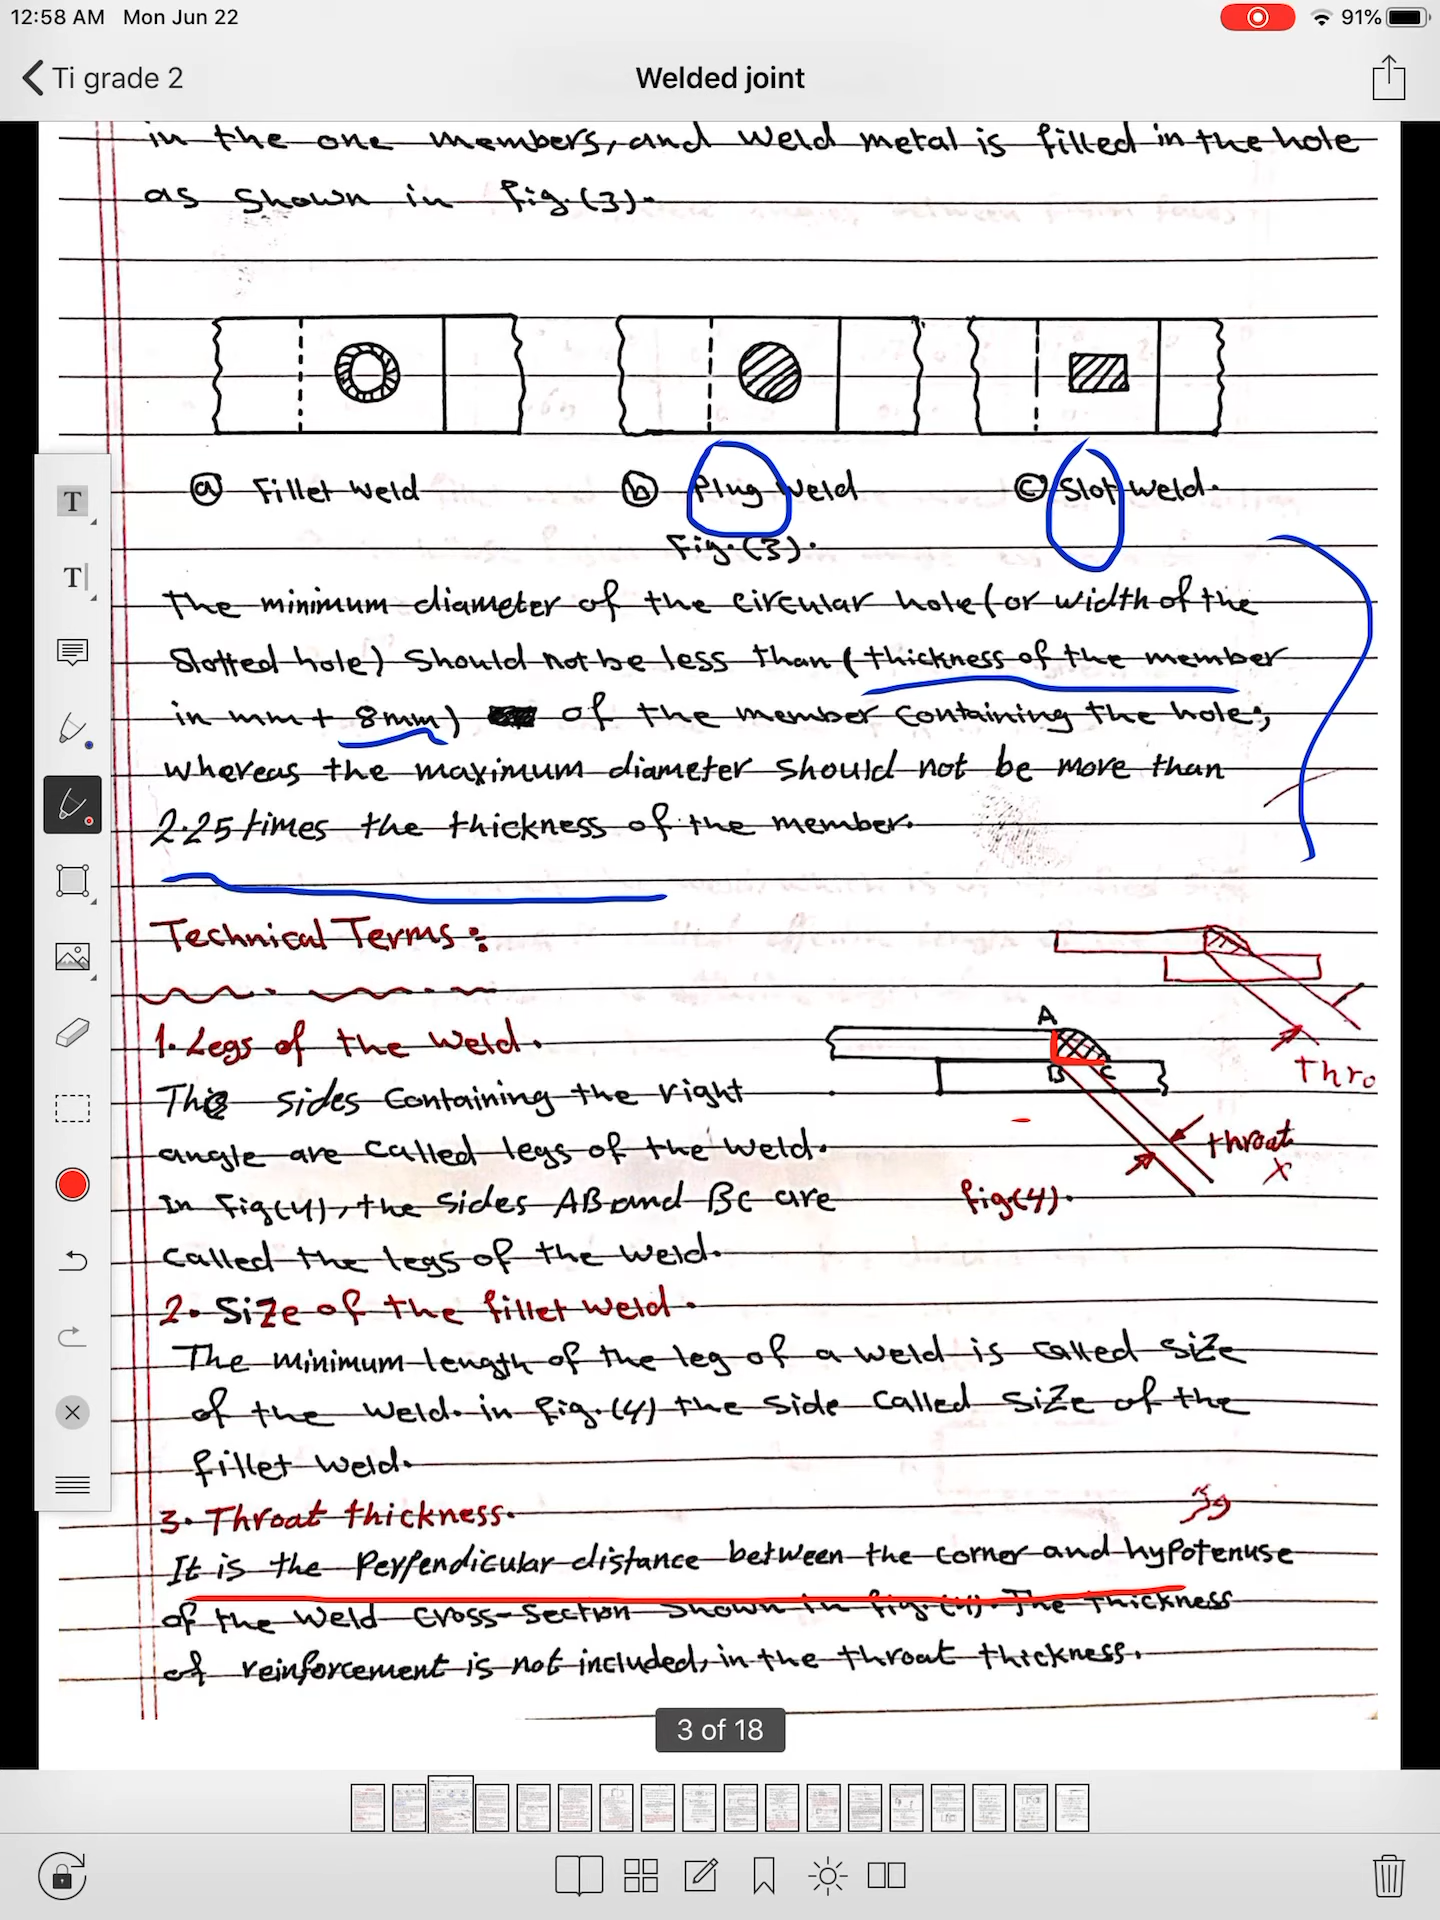 12:58 AM Mon Jun 22
91%
Ti grade 2
Welded joint
in the one members, and weld metal is filled in the hole
as shown in fig.(3).
(a) Fillet weld
(b) Plug weld
(c) Slot weld.
Fig.(3).
The minimum diameter of the circular hole (or width of the
slotted hole) should not be less than (thickness of the member
in mm + 8mm) of the member containing the hole;
whereas the maximum diameter should not be more than
2.25 times the thickness of the member.
Technical Terms:
Thro
1. Legs of the weld.
A
B
C
The sides containing the right
angle are called legs of the weld.
throat
x
In Fig(4), the sides AB and BC are
fig(4).
called the legs of the weld.
2. Size of the fillet weld.
The minimum length of the leg of a weld is called size
of the weld. in fig.(4) the side called size of the
fillet weld.
3. Throat thickness.
It is the perpendicular distance between the corner and hypotenuse
of the weld cross-section shown in fig.(4). The thickness
of reinforcement is not included, in the throat thickness.
3 of 18